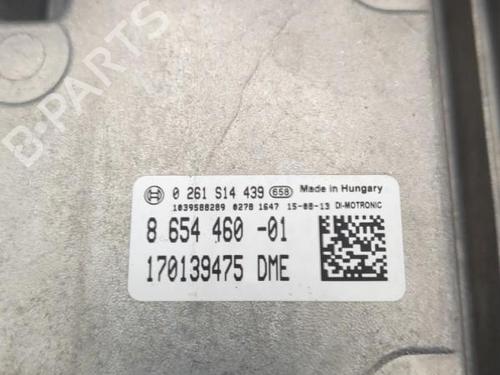 B-PARTS
0 261 S14 439 658 Made in Hungary
1039S88289 0278 1647 15-08-13 DI-MOTRONIC
8 654 460 -01
170139475 DME